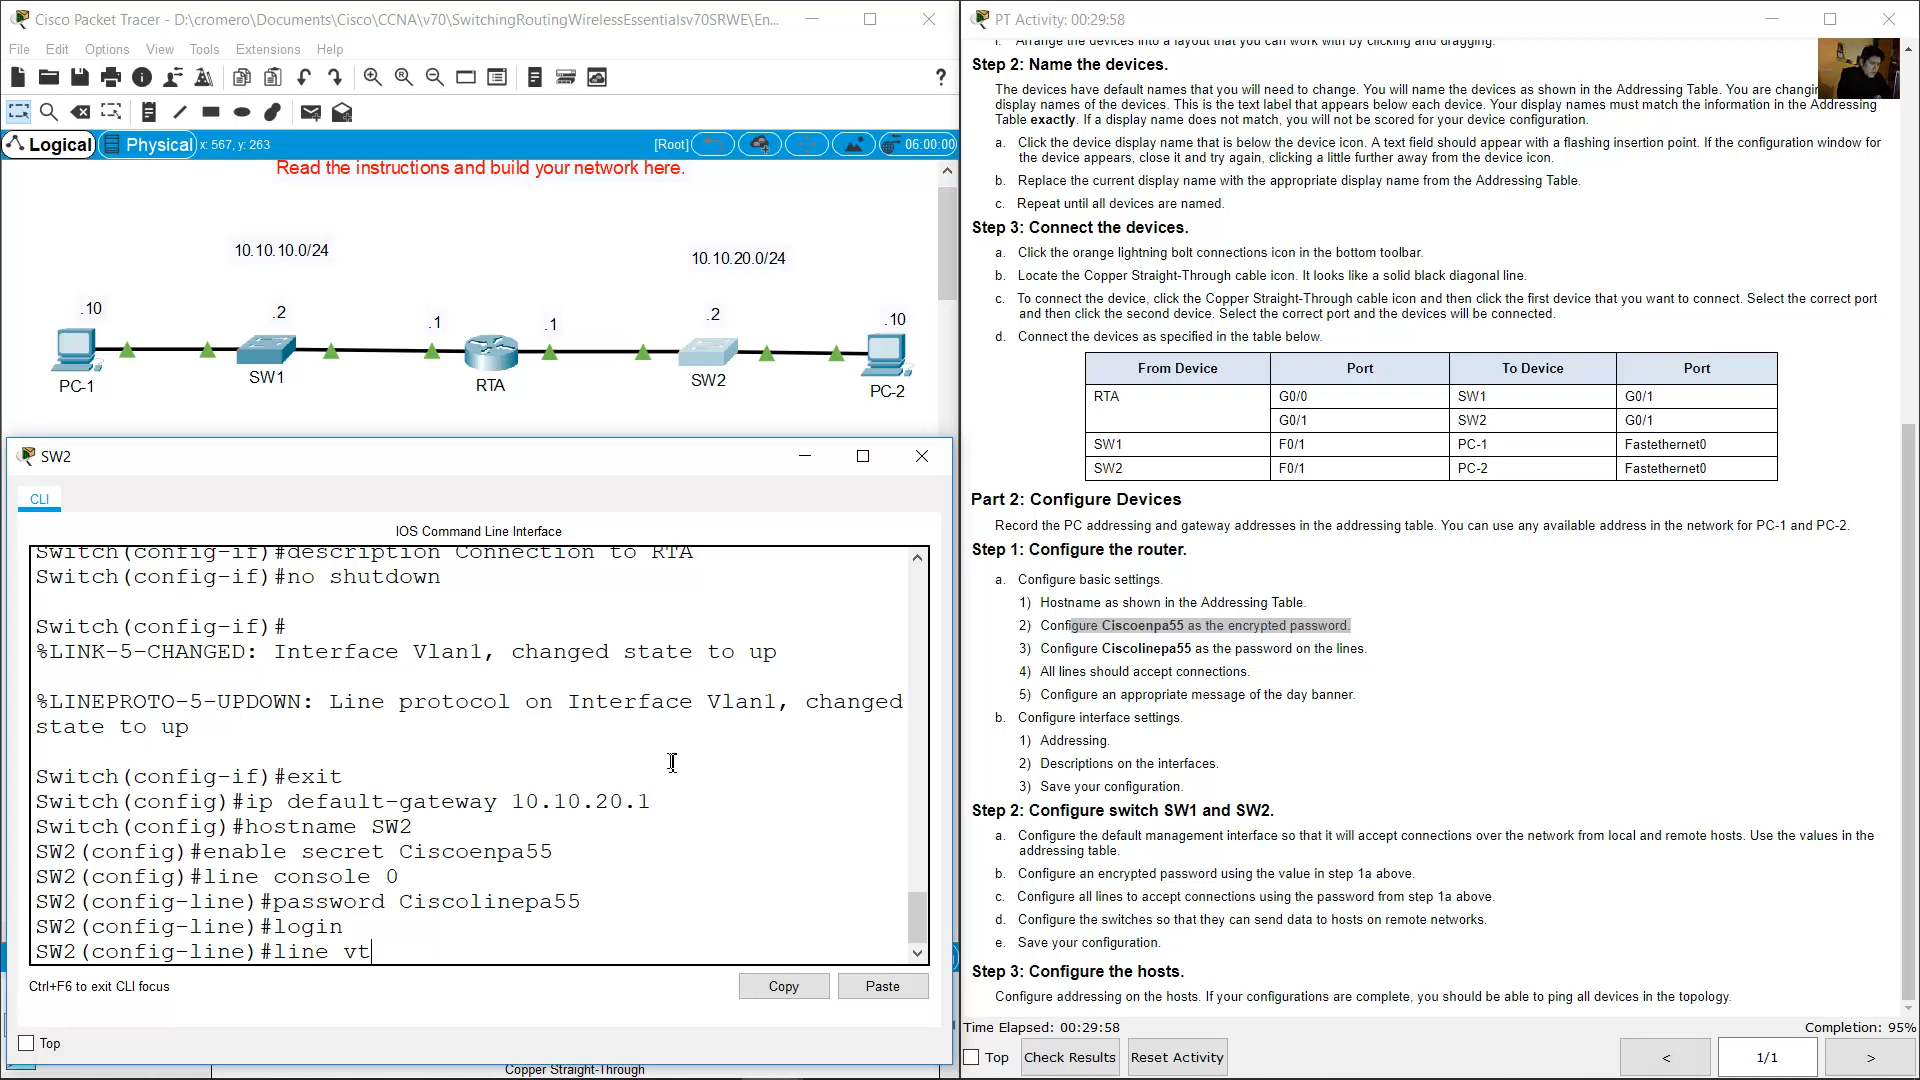 Cisco Packet Tracer - D:\cromero\Documents\Cisco\CCNA\v70\SwitchingRoutingWirelessEssentialsv70SRWE\En...
File Edit Options View Tools Extensions Help
Logical Physical x: 567, y: 263 [Root] 06:00:00
Read the instructions and build your network here.
10.10.10.0/24
10.10.20.0/24
.10
.2
.1
.1
.2
.10
PC-1
SW1
RTA
SW2
PC-2
SW2
CLI
IOS Command Line Interface
Switch(config-if)#description Connection to RTA
Switch(config-if)#no shutdown
Switch(config-if)#
%LINK-5-CHANGED: Interface Vlan1, changed state to up
%LINEPROTO-5-UPDOWN: Line protocol on Interface Vlan1, changed
state to up
Switch(config-if)#exit
Switch(config)#ip default-gateway 10.10.20.1
Switch(config)#hostname SW2
SW2(config)#enable secret Ciscoenpa55
SW2(config)#line console 0
SW2(config-line)#password Ciscolinepa55
SW2(config-line)#login
SW2(config-line)#line vt
Ctrl+F6 to exit CLI focus
Copy
Paste
Top
Copper Straight-Through
PT Activity: 00:29:58
Arrange the devices into a layout that you can work with by clicking and dragging.
Step 2: Name the devices.
The devices have default names that you will need to change. You will name the devices as shown in the Addressing Table. You are changin
display names of the devices. This is the text label that appears below each device. Your display names must match the information in the Addressing
Table exactly. If a display name does not match, you will not be scored for your device configuration.
a. Click the device display name that is below the device icon. A text field should appear with a flashing insertion point. If the configuration window for
the device appears, close it and try again, clicking a little further away from the device icon.
b. Replace the current display name with the appropriate display name from the Addressing Table.
c. Repeat until all devices are named.
Step 3: Connect the devices.
a. Click the orange lightning bolt connections icon in the bottom toolbar.
b. Locate the Copper Straight-Through cable icon. It looks like a solid black diagonal line.
c. To connect the device, click the Copper Straight-Through cable icon and then click the first device that you want to connect. Select the correct port
and then click the second device. Select the correct port and the devices will be connected.
d. Connect the devices as specified in the table below.
From Device Port To Device Port
RTA G0/0 SW1 G0/1
G0/1 SW2 G0/1
SW1 F0/1 PC-1 Fastethernet0
SW2 F0/1 PC-2 Fastethernet0
Part 2: Configure Devices
Record the PC addressing and gateway addresses in the addressing table. You can use any available address in the network for PC-1 and PC-2.
Step 1: Configure the router.
a. Configure basic settings.
1) Hostname as shown in the Addressing Table.
2) Configure Ciscoenpa55 as the encrypted password.
3) Configure Ciscolinepa55 as the password on the lines.
4) All lines should accept connections.
5) Configure an appropriate message of the day banner.
b. Configure interface settings.
1) Addressing.
2) Descriptions on the interfaces.
3) Save your configuration.
Step 2: Configure switch SW1 and SW2.
a. Configure the default management interface so that it will accept connections over the network from local and remote hosts. Use the values in the
addressing table.
b. Configure an encrypted password using the value in step 1a above.
c. Configure all lines to accept connections using the password from step 1a above.
d. Configure the switches so that they can send data to hosts on remote networks.
e. Save your configuration.
Step 3: Configure the hosts.
Configure addressing on the hosts. If your configurations are complete, you should be able to ping all devices in the topology.
Time Elapsed: 00:29:58 Completion: 95%
Top Check Results Reset Activity < 1/1 >